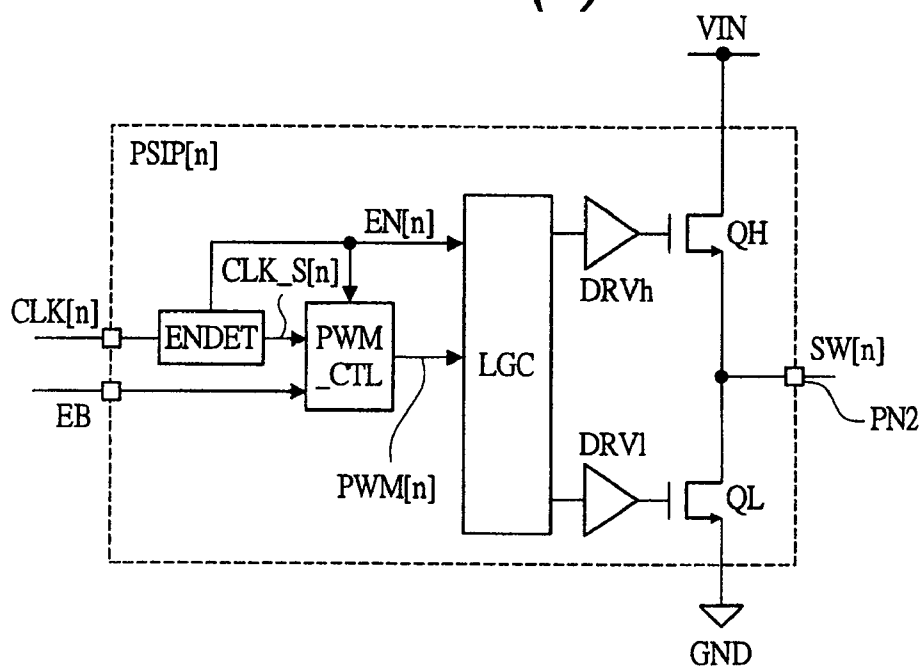 VIN
PSIP[n]
EN[n]
QH
CLK_S[n]
DRVh
CLK[n]
ENDET
PWM
_CTL
LGC
SW[n]
EB
PN2
DRVl
PWM[n]
QL
GND